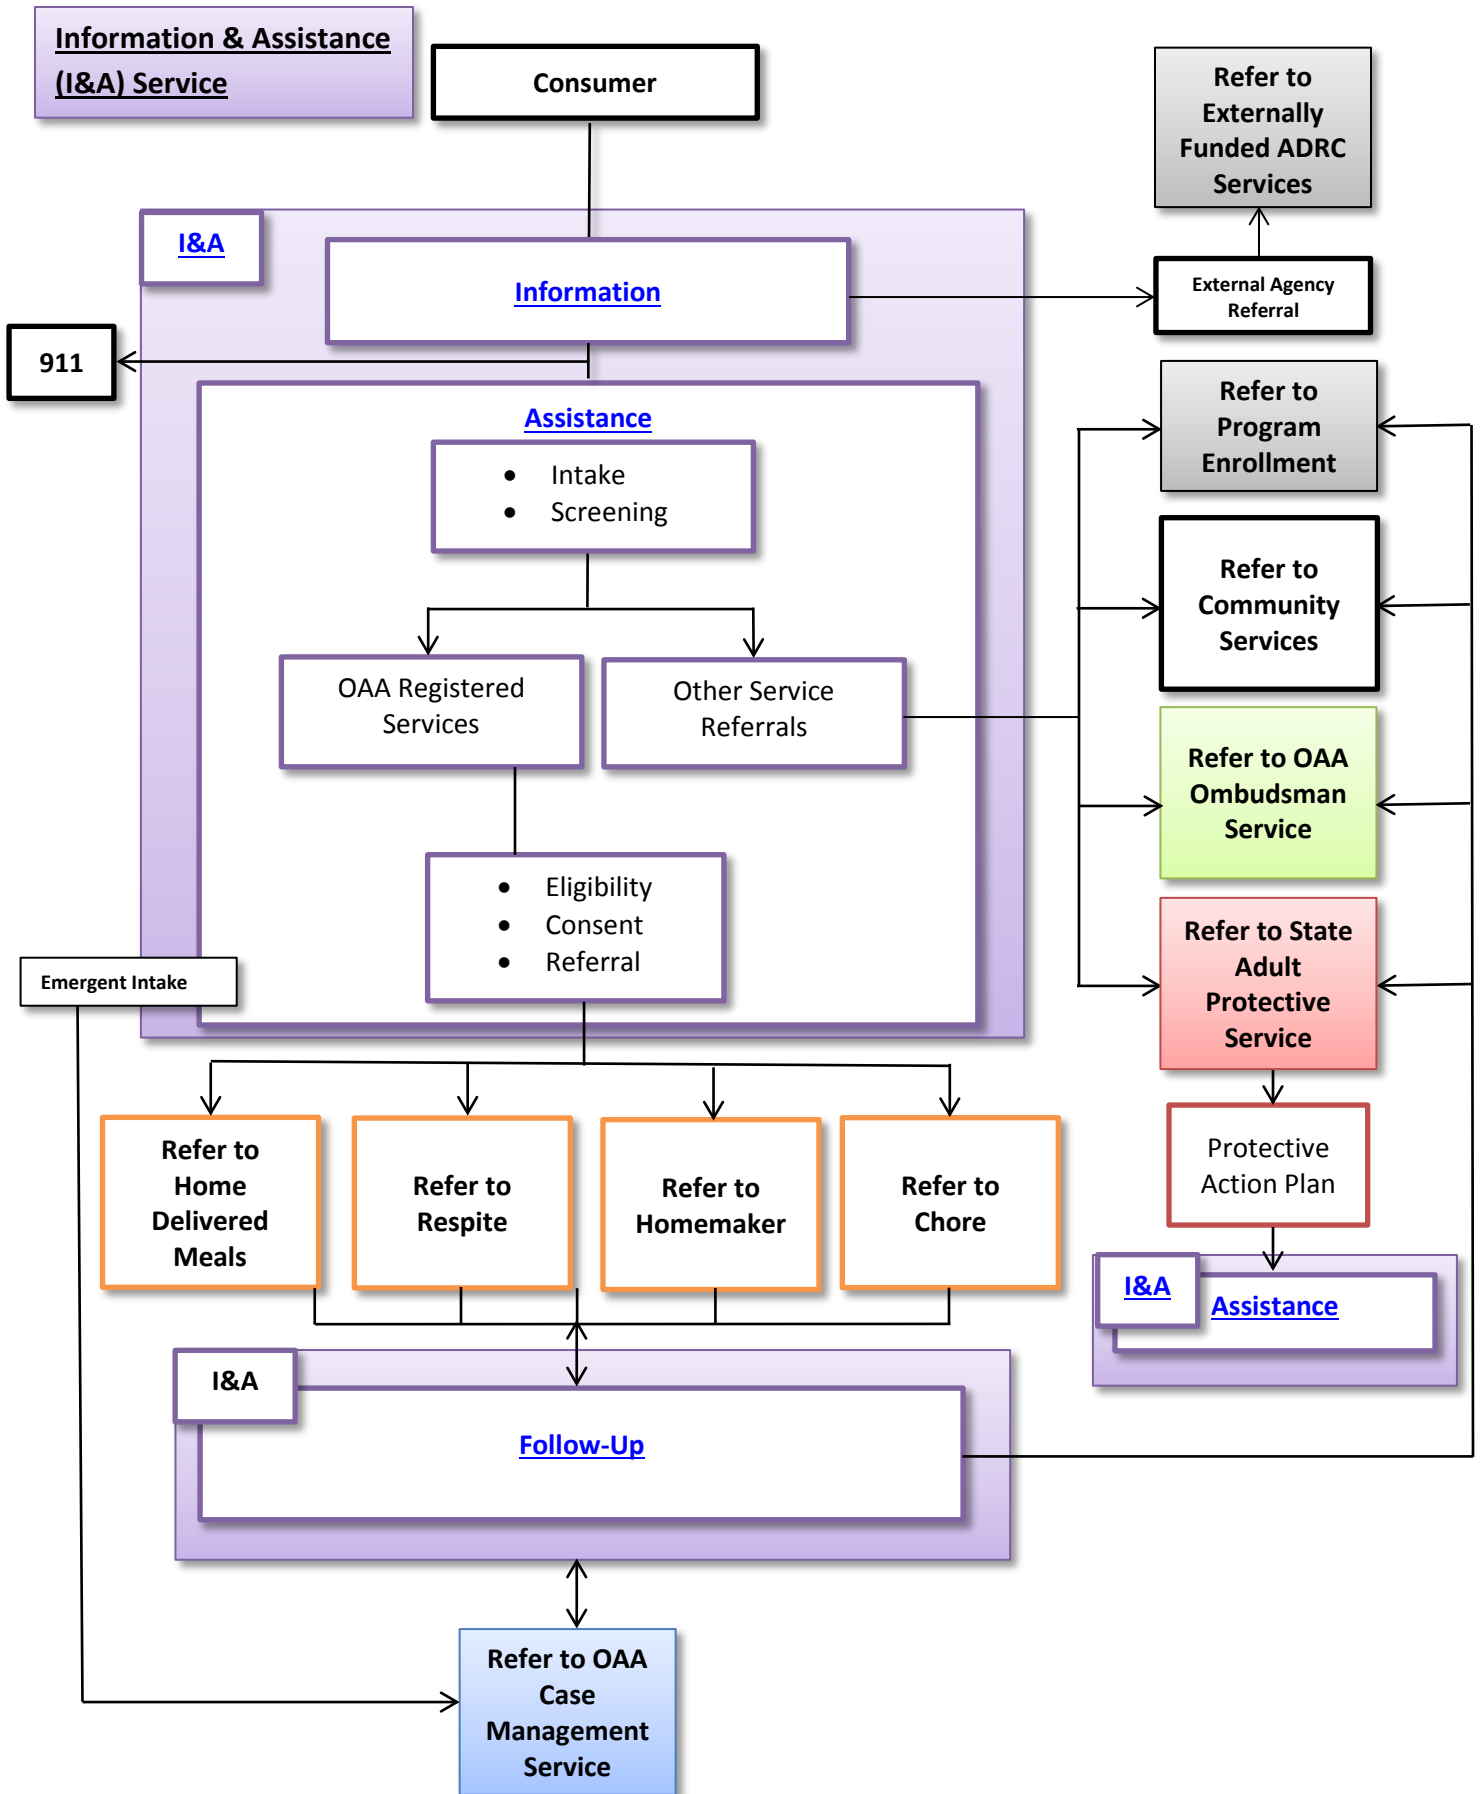 Information & Assistance
(I&A) Service
Consumer
Refer to
Externally
Funded ADRC
Services
I&A
Information
External Agency
Referral
911
Assistance
• Intake
• Screening
Refer to
Program
Enrollment
Refer to
Community
Services
OAA Registered
Services
Other Service
Referrals
Refer to OAA
Ombudsman
Service
• Eligibility
• Consent
• Referral
Refer to State
Adult
Protective
Service
Emergent Intake
Refer to
Home
Delivered
Meals
Refer to
Respite
Refer to
Homemaker
Refer to
Chore
Protective
Action Plan
I&A
Assistance
I&A
Follow-Up
Refer to OAA
Case
Management
Service